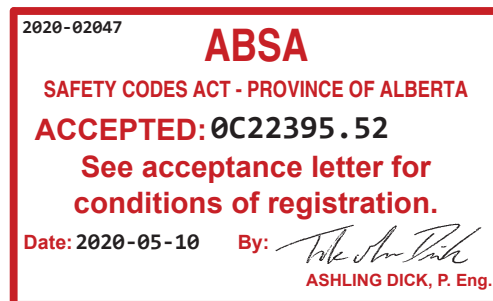 2020-02047
ABSA
SAFETY CODES ACT - PROVINCE OF ALBERTA
ACCEPTED: 0C22395.52
See acceptance letter for
conditions of registration.
Date: 2020-05-10 By:
ASHLING DICK, P. Eng.